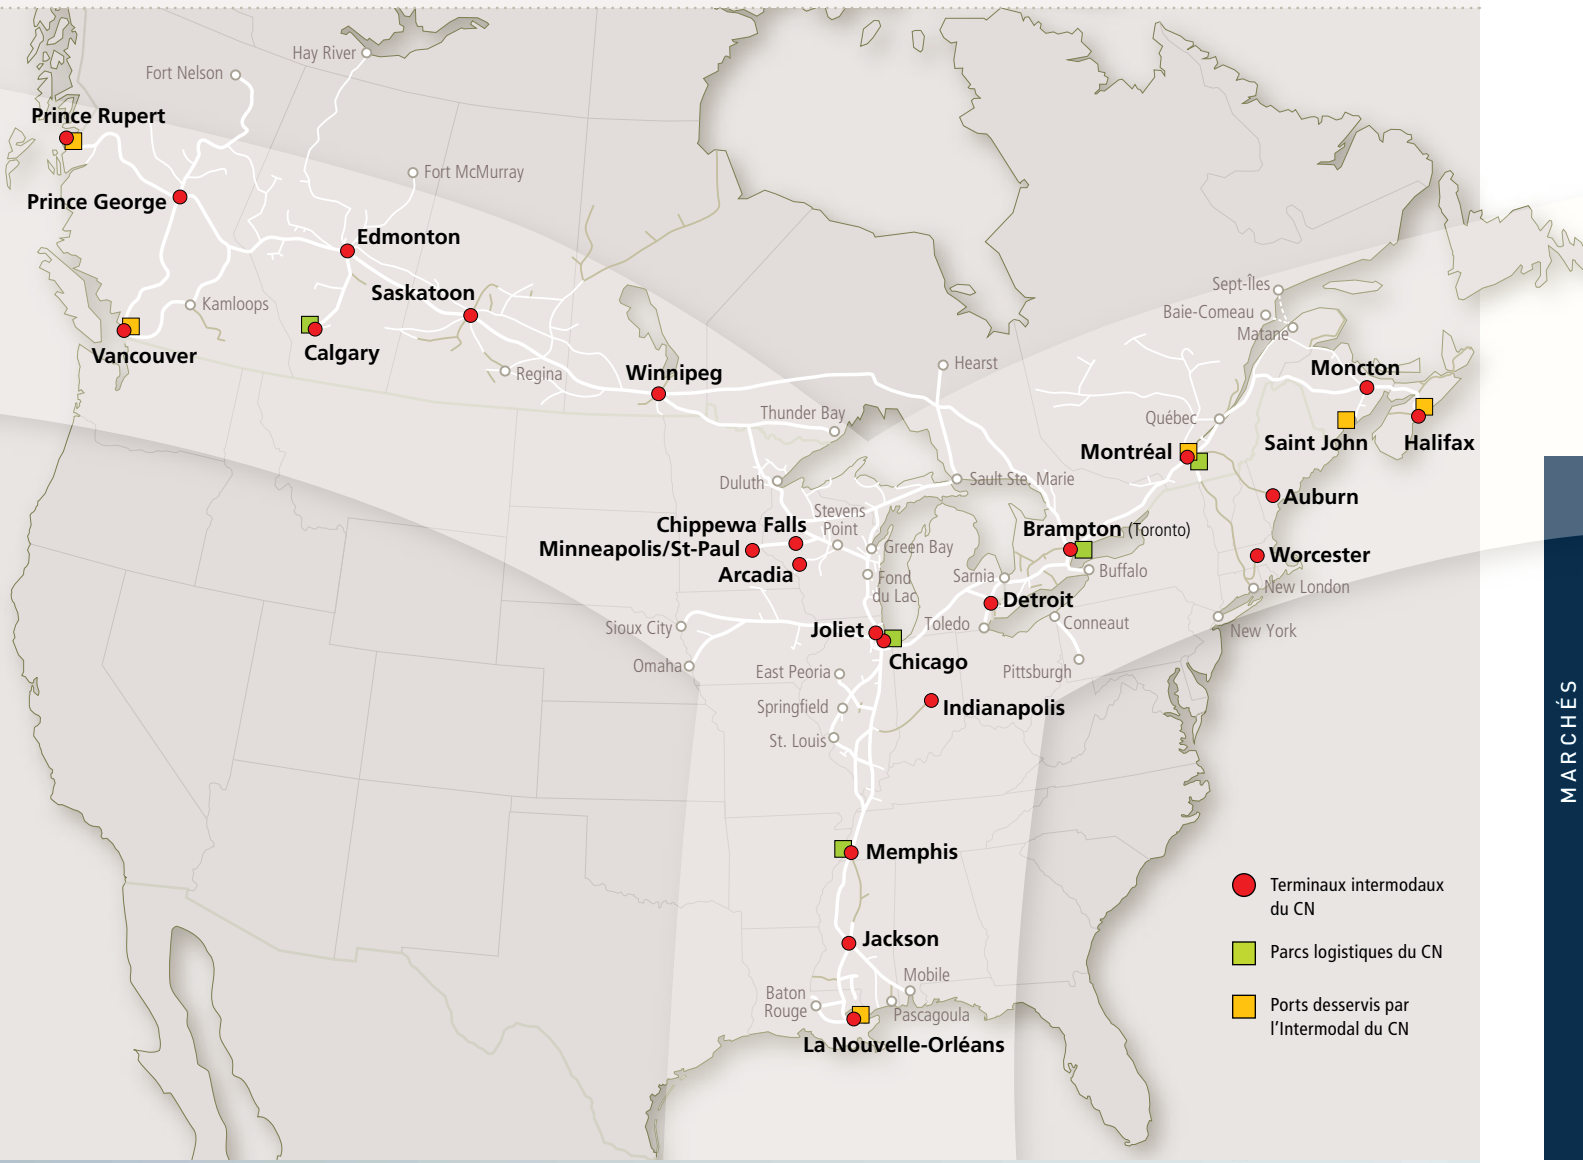 Hay River
Fort Nelson
Prince Rupert
Fort McMurray
Prince George
Edmonton
Saskatoon
Kamloops
Vancouver
Calgary
Regina
Winnipeg
Sept-Îles
Baie-Comeau
Matane
Hearst
Moncton
Thunder Bay
Québec
Saint John
Halifax
Montréal
Duluth
Sault Ste. Marie
Auburn
Stevens
Point
Chippewa Falls
Brampton (Toronto)
Minneapolis/St-Paul
Green Bay
Worcester
Arcadia
Fond
du Lac
Sarnia
Buffalo
New London
Detroit
Sioux City
Joliet
Toledo
Conneaut
New York
Omaha
Chicago
East Peoria
Pittsburgh
Springfield
Indianapolis
St. Louis
MARCHÉS
Memphis
Terminaux intermodaux
du CN
Jackson
Parcs logistiques du CN
Mobile
Baton
Rouge
Pascagoula
Ports desservis par
l'Intermodal du CN
La Nouvelle-Orléans